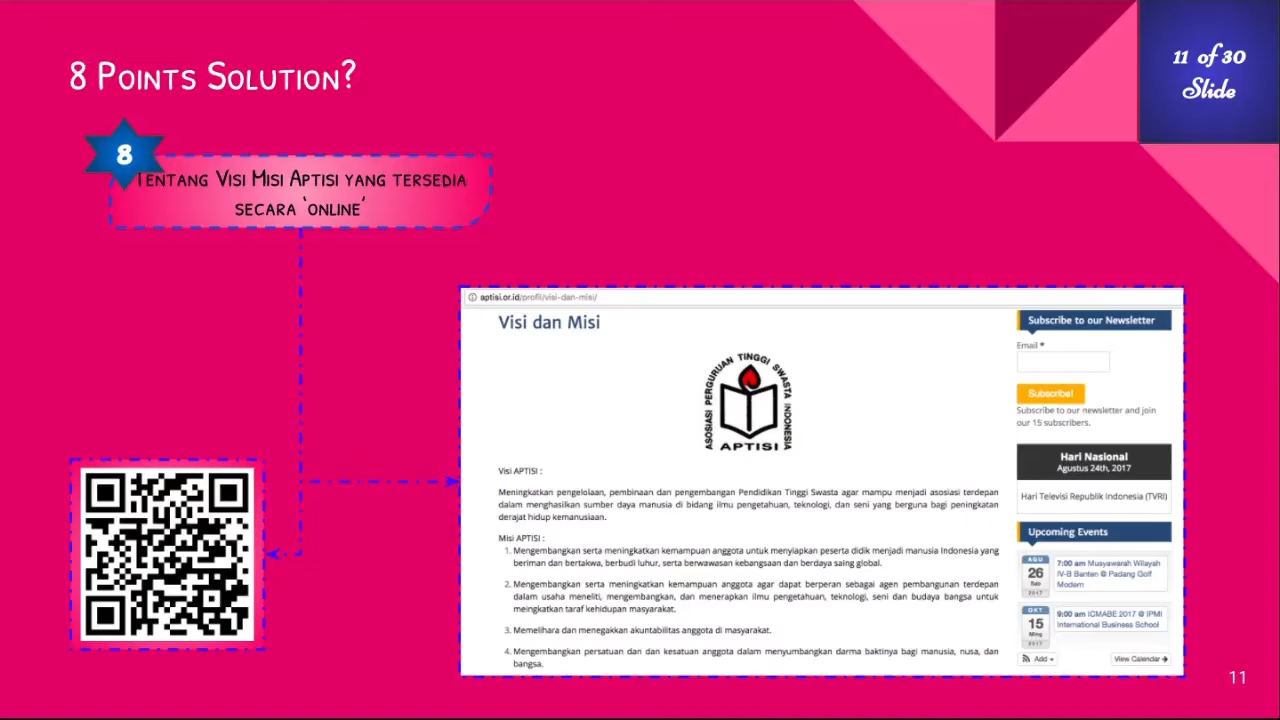 8 Points Solution?
11 of 30
Slide
8
Tentang Visi Misi Aptisi yang tersedia
secara 'online'
aptisi.or.id/profil/visi-dan-misi/
Visi dan Misi
ASOSIASI PERGURUAN TINGGI SWASTA INDONESIA
APTISI
Visi APTISI :
Meningkatkan pengelolaan, pembinaan dan pengembangan Pendidikan Tinggi Swasta agar mampu menjadi asosiasi terdepan
dalam menghasilkan sumber daya manusia di bidang ilmu pengetahuan, teknologi, dan seni yang berguna bagi peningkatan
derajat hidup kemanusiaan.
Misi APTISI :
1. Mengembangkan serta meningkatkan kemampuan anggota untuk menyiapkan peserta didik menjadi manusia Indonesia yang
beriman dan bertakwa, berbudi luhur, serta berwawasan kebangsaan dan berdaya saing global.
2. Mengembangkan serta meningkatkan kemampuan anggota agar dapat berperan sebagai agen pembangunan terdepan
dalam usaha meneliti, mengembangkan, dan menerapkan ilmu pengetahuan, teknologi, seni dan budaya bangsa untuk
meingkatkan taraf kehidupan masyarakat.
3. Memelihara dan menegakkan akuntabilitas anggota di masyarakat.
4. Mengembangkan persatuan dan dan kesatuan anggota dalam menyumbangkan darma baktinya bagi manusia, nusa, dan
bangsa.
Subscribe to our Newsletter
Email *
Subscribe!
Subscribe to our newsletter and join
our 15 subscribers.
Hari Nasional
Agustus 24th, 2017
Hari Televisi Republik Indonesia (TVRI)
Upcoming Events
AGU
26
Sab
2017
7:00 am Musyawarah Wilayah
IV-B Banten @ Padang Golf
Modern
OKT
15
Ming
2017
9:00 am ICMABE 2017 @ IPMI
International Business School
Add
View Calendar
11